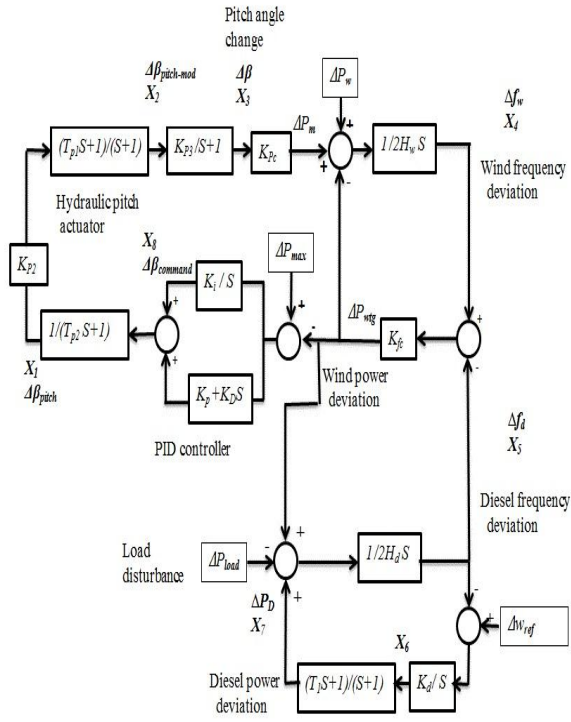 Pitch angle
change
Δβpitch-mod
X2
Δβ
X3
ΔPw
Δfw
X4
ΔPm
+
+
-
(Tp1S+1)/(S+1)
KP3/S+1
KPc
1/2Hw S
Wind frequency
deviation
Hydraulic pitch
actuator
X8
Δβcommand
ΔPmax
KP2
Ki / S
ΔPwtg
+
+
-
+
1/(Tp2 S+1)
Kfc
+
-
X1
Δβpitch
Kp+KDS
Wind power
deviation
Δfd
X5
PID controller
Diesel frequency
deviation
+
Load
disturbance
ΔPload
-
1/2Hd S
ΔPD
X7
+
-
+
Δwref
X6
Diesel power
deviation
(T1S+1)/(S+1)
Kd/ S